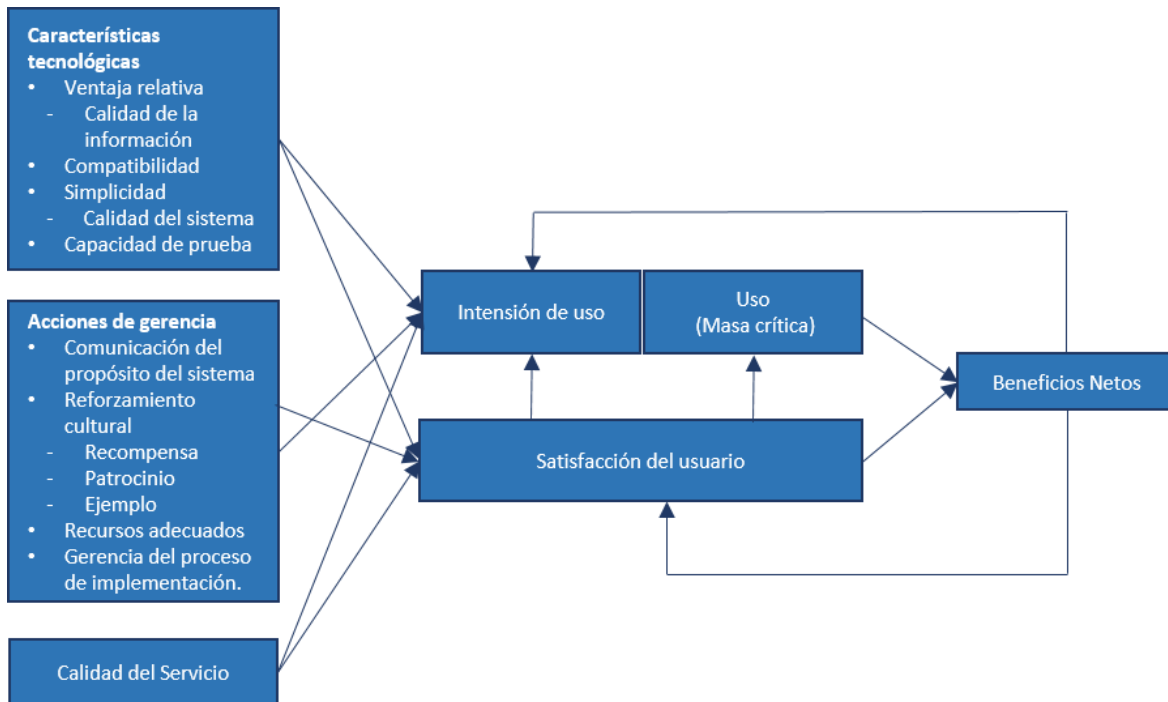 Características
tecnológicas
• Ventaja relativa
- Calidad de la
información
• Compatibilidad
• Simplicidad
- Calidad del sistema
• Capacidad de prueba
Acciones de gerencia
• Comunicación del
propósito del sistema
• Reforzamiento
cultural
- Recompensa
- Patrocinio
- Ejemplo
• Recursos adecuados
• Gerencia del proceso
de implementación.
Calidad del Servicio
Intensión de uso
Uso
(Masa crítica)
Satisfacción del usuario
Beneficios Netos